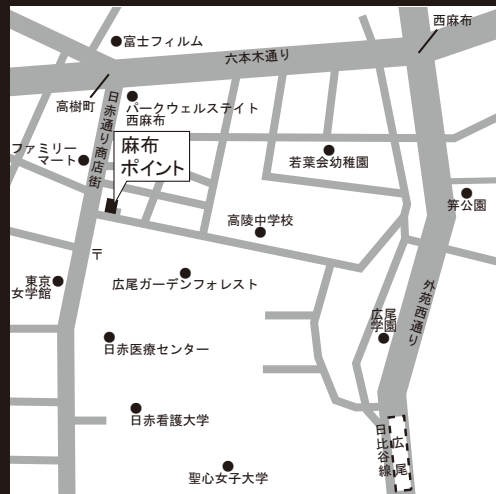 西麻布
富士フィルム
六本木通り
高樹町
日赤通り商店街
パークウェルステイト
西麻布
麻布
ポイント
ファミリー
マート
若葉会幼稚園
笄公園
高陵中学校
〒
東京
女学館
広尾ガーデンフォレスト
外苑西通り
広尾
学園
日赤医療センター
日赤看護大学
日比谷線
広尾
聖心女子大学